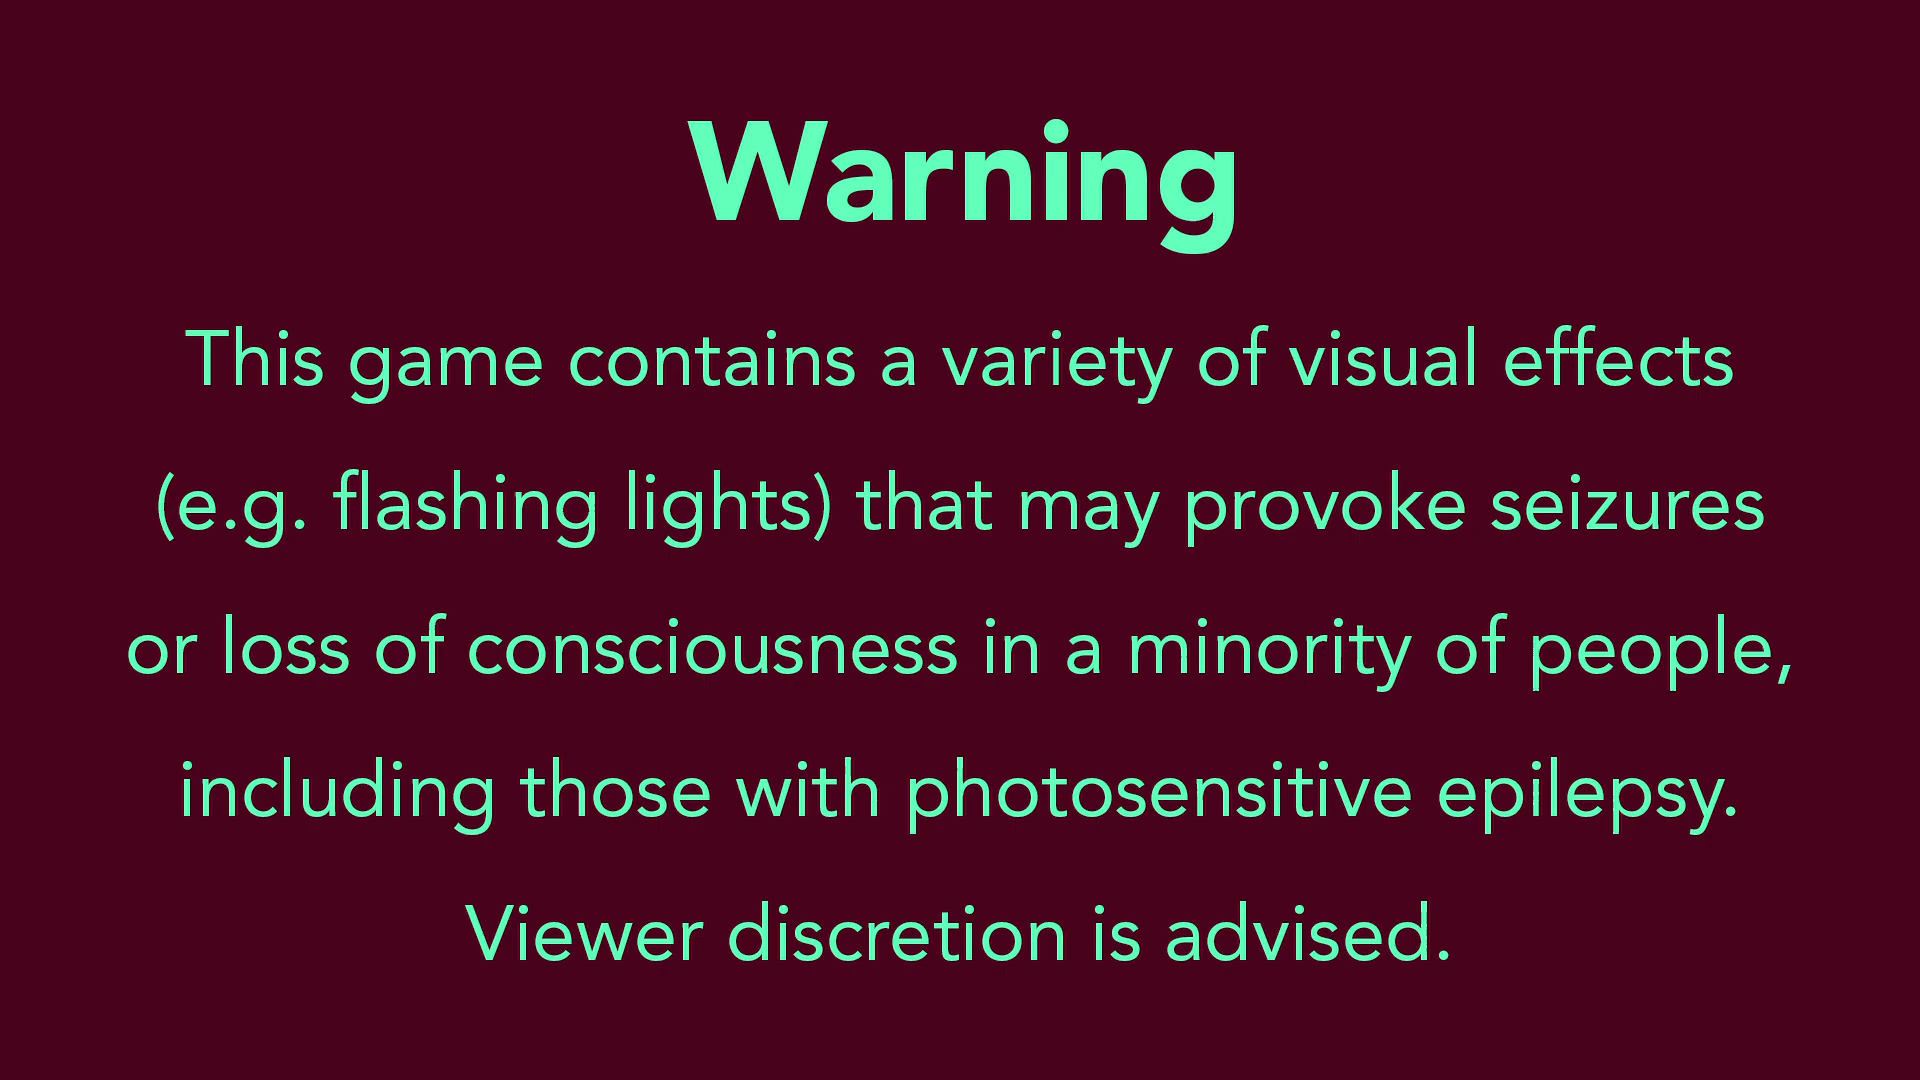 Warning
This game contains a variety of visual effects
(e.g. flashing lights) that may provoke seizures
or loss of consciousness in a minority of people,
including those with photosensitive epilepsy.
Viewer discretion is advised.